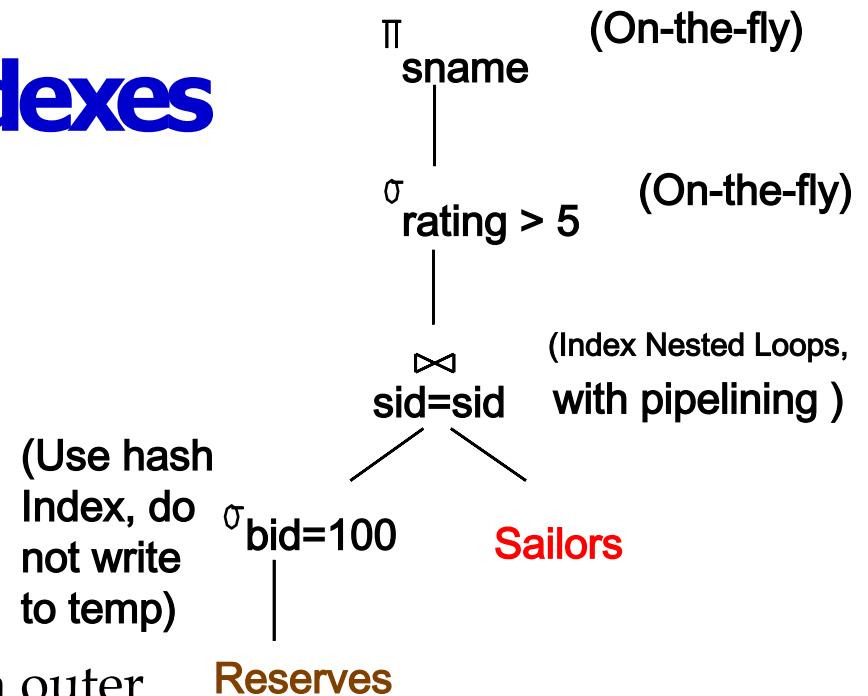 π (On-the-fly)
sname
dexes
σ (On-the-fly)
rating > 5
(Index Nested Loops,
⋈
sid=sid with pipelining )
(Use hash
Index, do
not write
to temp)
σ bid=100
Sailors
outer
Reserves